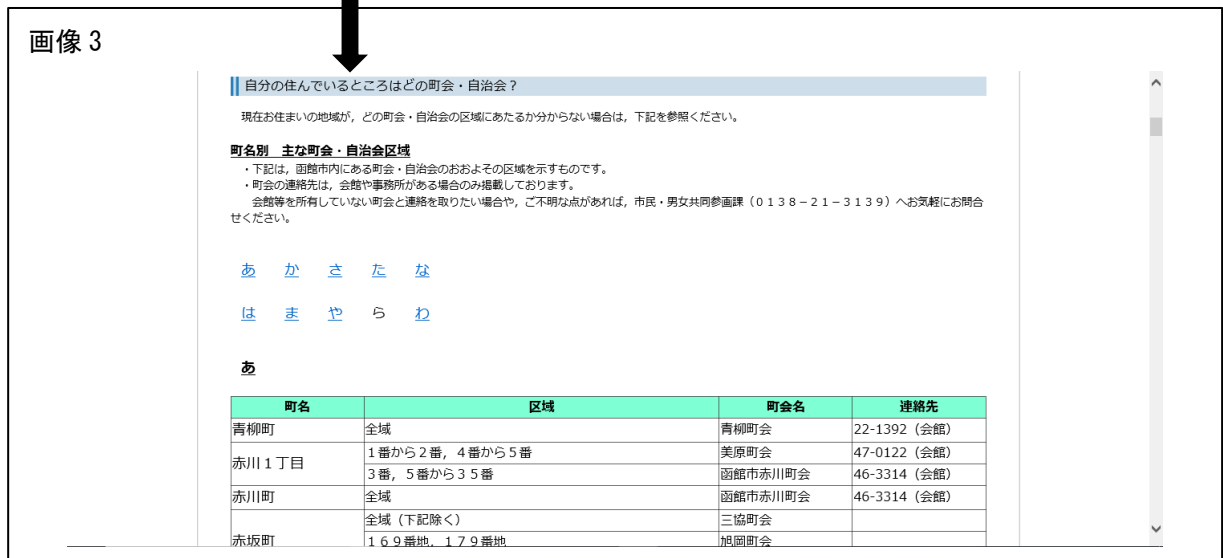 画像３
自分の住んでいるところはどの町会・自治会？
現在お住まいの地域が，どの町会・自治会の区域にあたるか分からない場合は，下記を参照ください。
町名別　主な町会・自治会区域
・下記は，函館市内にある町会・自治会のおおよその区域を示すものです。
・町会の連絡先は，会館や事務所がある場合のみ掲載しております。
会館等を所有していない町会と連絡を取りたい場合や，ご不明な点があれば，市民・男女共同参画課（０１３８－２１－３１３９）へお気軽にお問合
せください。
あ か さ た な
は ま や ら わ
あ
町名 区域 町会名 連絡先
青柳町 全域 青柳町会 22-1392（会館）
赤川１丁目 １番から２番，４番から５番 美原町会 47-0122（会館）
３番，５番から３５番 函館市赤川町会 46-3314（会館）
赤川町 全域 函館市赤川町会 46-3314（会館）
赤坂町 全域（下記除く） 三協町会
１６９番地，１７９番地 旭岡町会